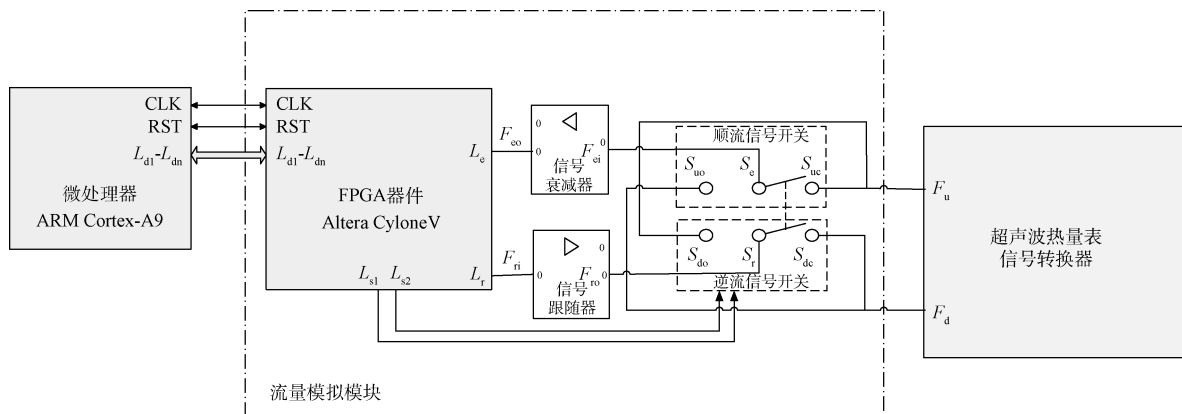 CLK
RST
Ld1-Ldn
微处理器
ARM Cortex-A9
CLK
RST
Ld1-Ldn
FPGA器件
Altera CyloneV
Le
Ls1 Ls2
Lr
Feo
0
0
0
Fei
信号
衰减器
Fri
0
0
0
Fro
信号
跟随器
顺流信号开关
Suo Se Suc
Sdo Sr Sdc
逆流信号开关
Fu
超声波热量表
信号转换器
Fd
流量模拟模块